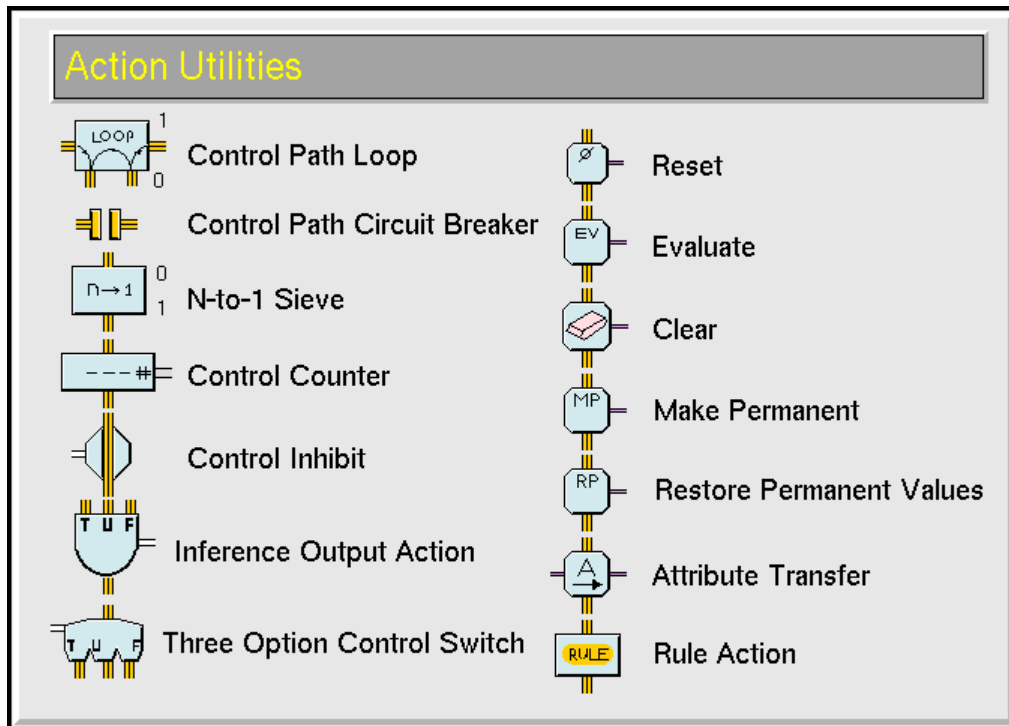 Action Utilities
LOOP
1
0
Control Path Loop
Control Path Circuit Breaker
n→1
0
1
N-to-1 Sieve
---#
Control Counter
Control Inhibit
T U F
Inference Output Action
T U F
Three Option Control Switch
ø
Reset
EV
Evaluate
Clear
MP
Make Permanent
RP
Restore Permanent Values
A
Attribute Transfer
RULE
Rule Action